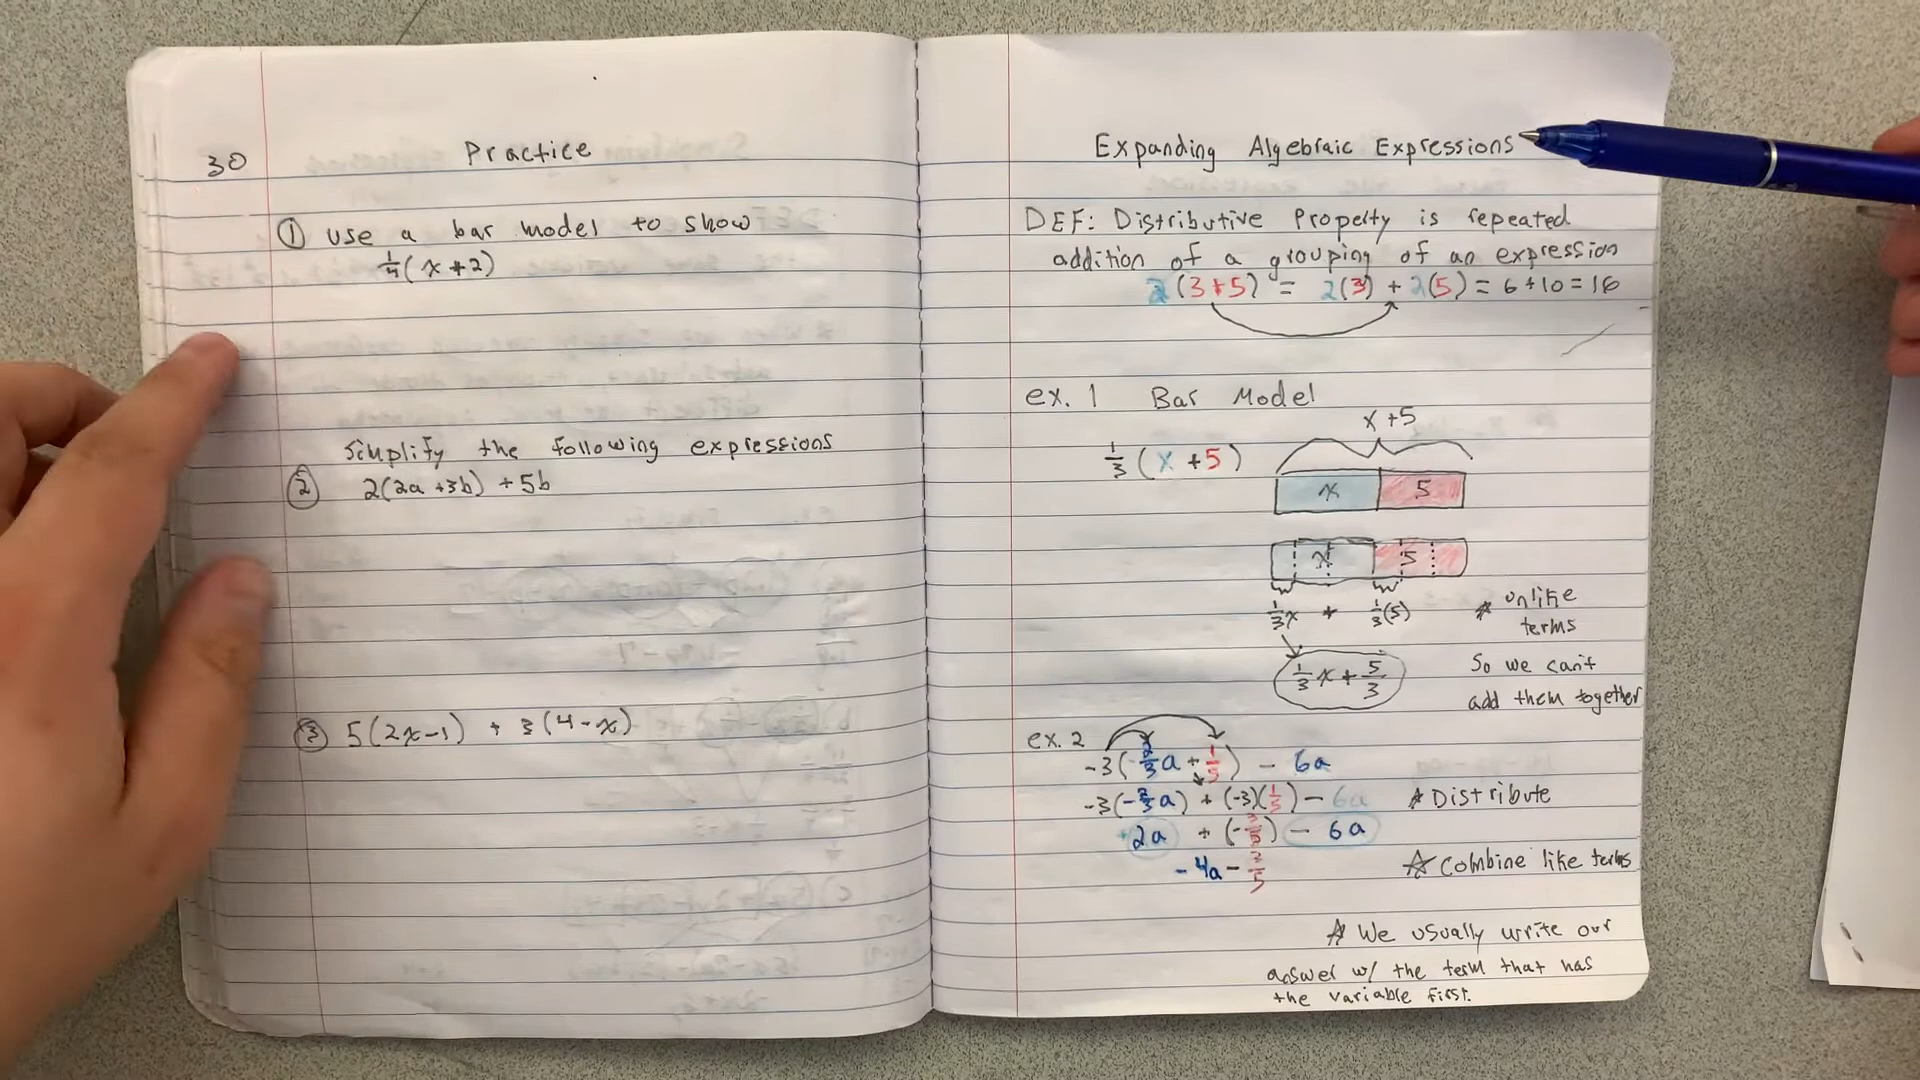 30
Practice
① Use a bar model to show
1/4(x+2)
Simplify the following expressions
② 2(2a+3b) +5b
③ 5(2x-1) + 3(4-x)
Expanding Algebraic Expressions
DEF: Distributive Property is repeated
addition of a grouping of an expression
2(3+5) = 2(3) + 2(5) = 6+10=16
ex. 1 Bar Model
x+5
1/3(x+5)
x 5
x 5
1/3x + 1/3(5)
* unlike
terms
1/3x+5/3
So we can't
add them together
ex. 2
-3(-2/3a+1/5) - 6a
-3(-2/3a) + (-3)(1/5) - 6a * Distribute
2a - 6a
-4a-3/5 * Combine like terms
* We usually write our
answer w/ the term that has
the variable first.